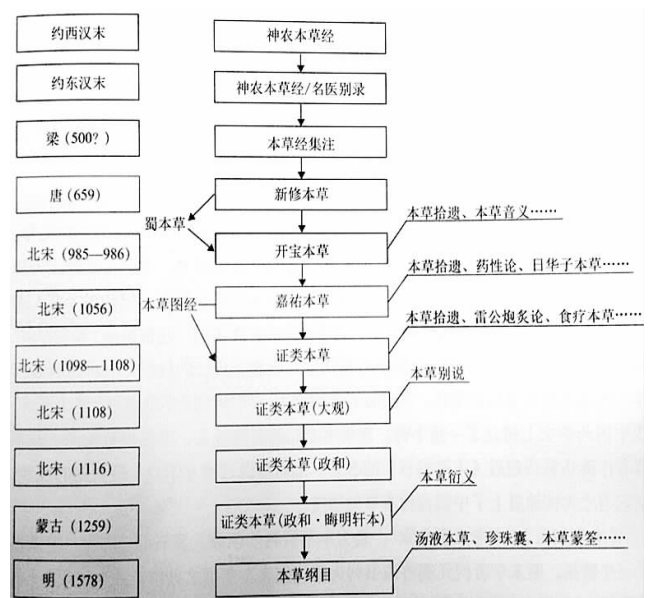 约西汉末
神农本草经
约东汉末
神农本草经/名医别录
梁(500?)
本草经集注
唐(659)
新修本草
本草拾遗、本草音义……
蜀本草
北宋(985—986)
开宝本草
本草拾遗、药性论、日华子本草……
北宋(1056)
本草图经
嘉祐本草
本草拾遗、雷公炮炙论、食疗本草……
北宋(1098—1108)
证类本草
本草别说
北宋(1108)
证类本草(大观)
北宋(1116)
证类本草(政和)
本草衍义
蒙古(1259)
证类本草(政和·晦明轩本)
汤液本草、珍珠囊、本草蒙筌……
明(1578)
本草纲目